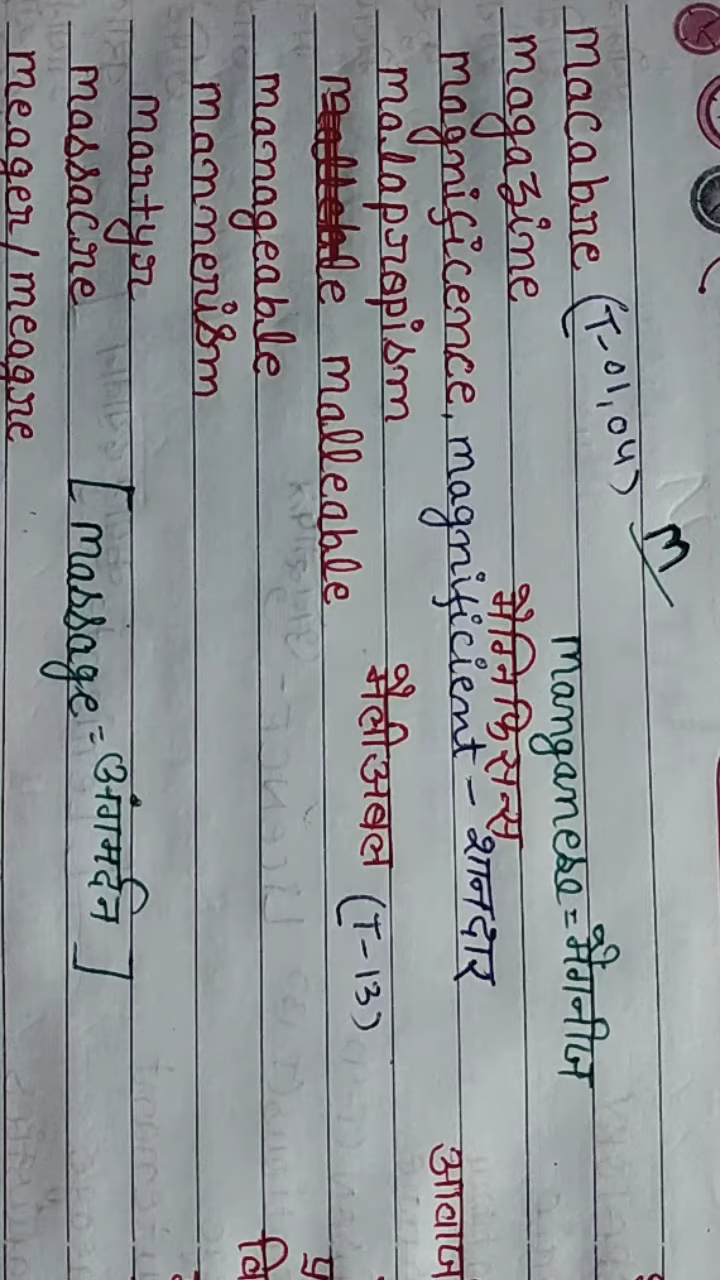 M
macabre (T-01,04) Manganese = मैंगनीज
magazine मैग्निफिसन्स
magnificence, magnificient - शानदार
malapropism मैलीअबल (T-13) आवाज
malleable
manageable
mannerism
martyr
massacre [massage = अंगमर्दन]
meager/meagre